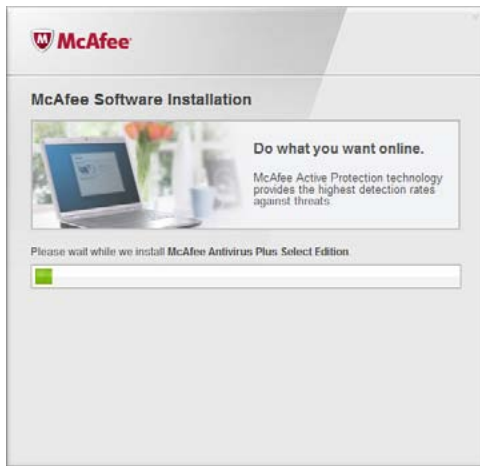 McAfee
McAfee Software Installation
Do what you want online.
McAfee Active Protection technology
provides the highest detection rates
against threats.
Please wait while we install McAfee Antivirus Plus Select Edition